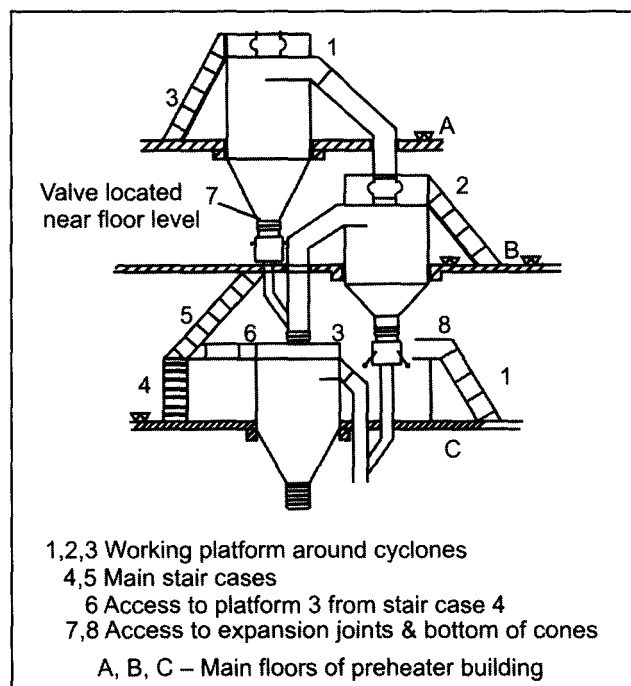 1
3
A
Valve located
near floor level
7
2
B
5
6
3
8
4
1
C
1,2,3 Working platform around cyclones
4,5 Main stair cases
6 Access to platform 3 from stair case 4
7,8 Access to expansion joints & bottom of cones
A, B, C – Main floors of preheater building